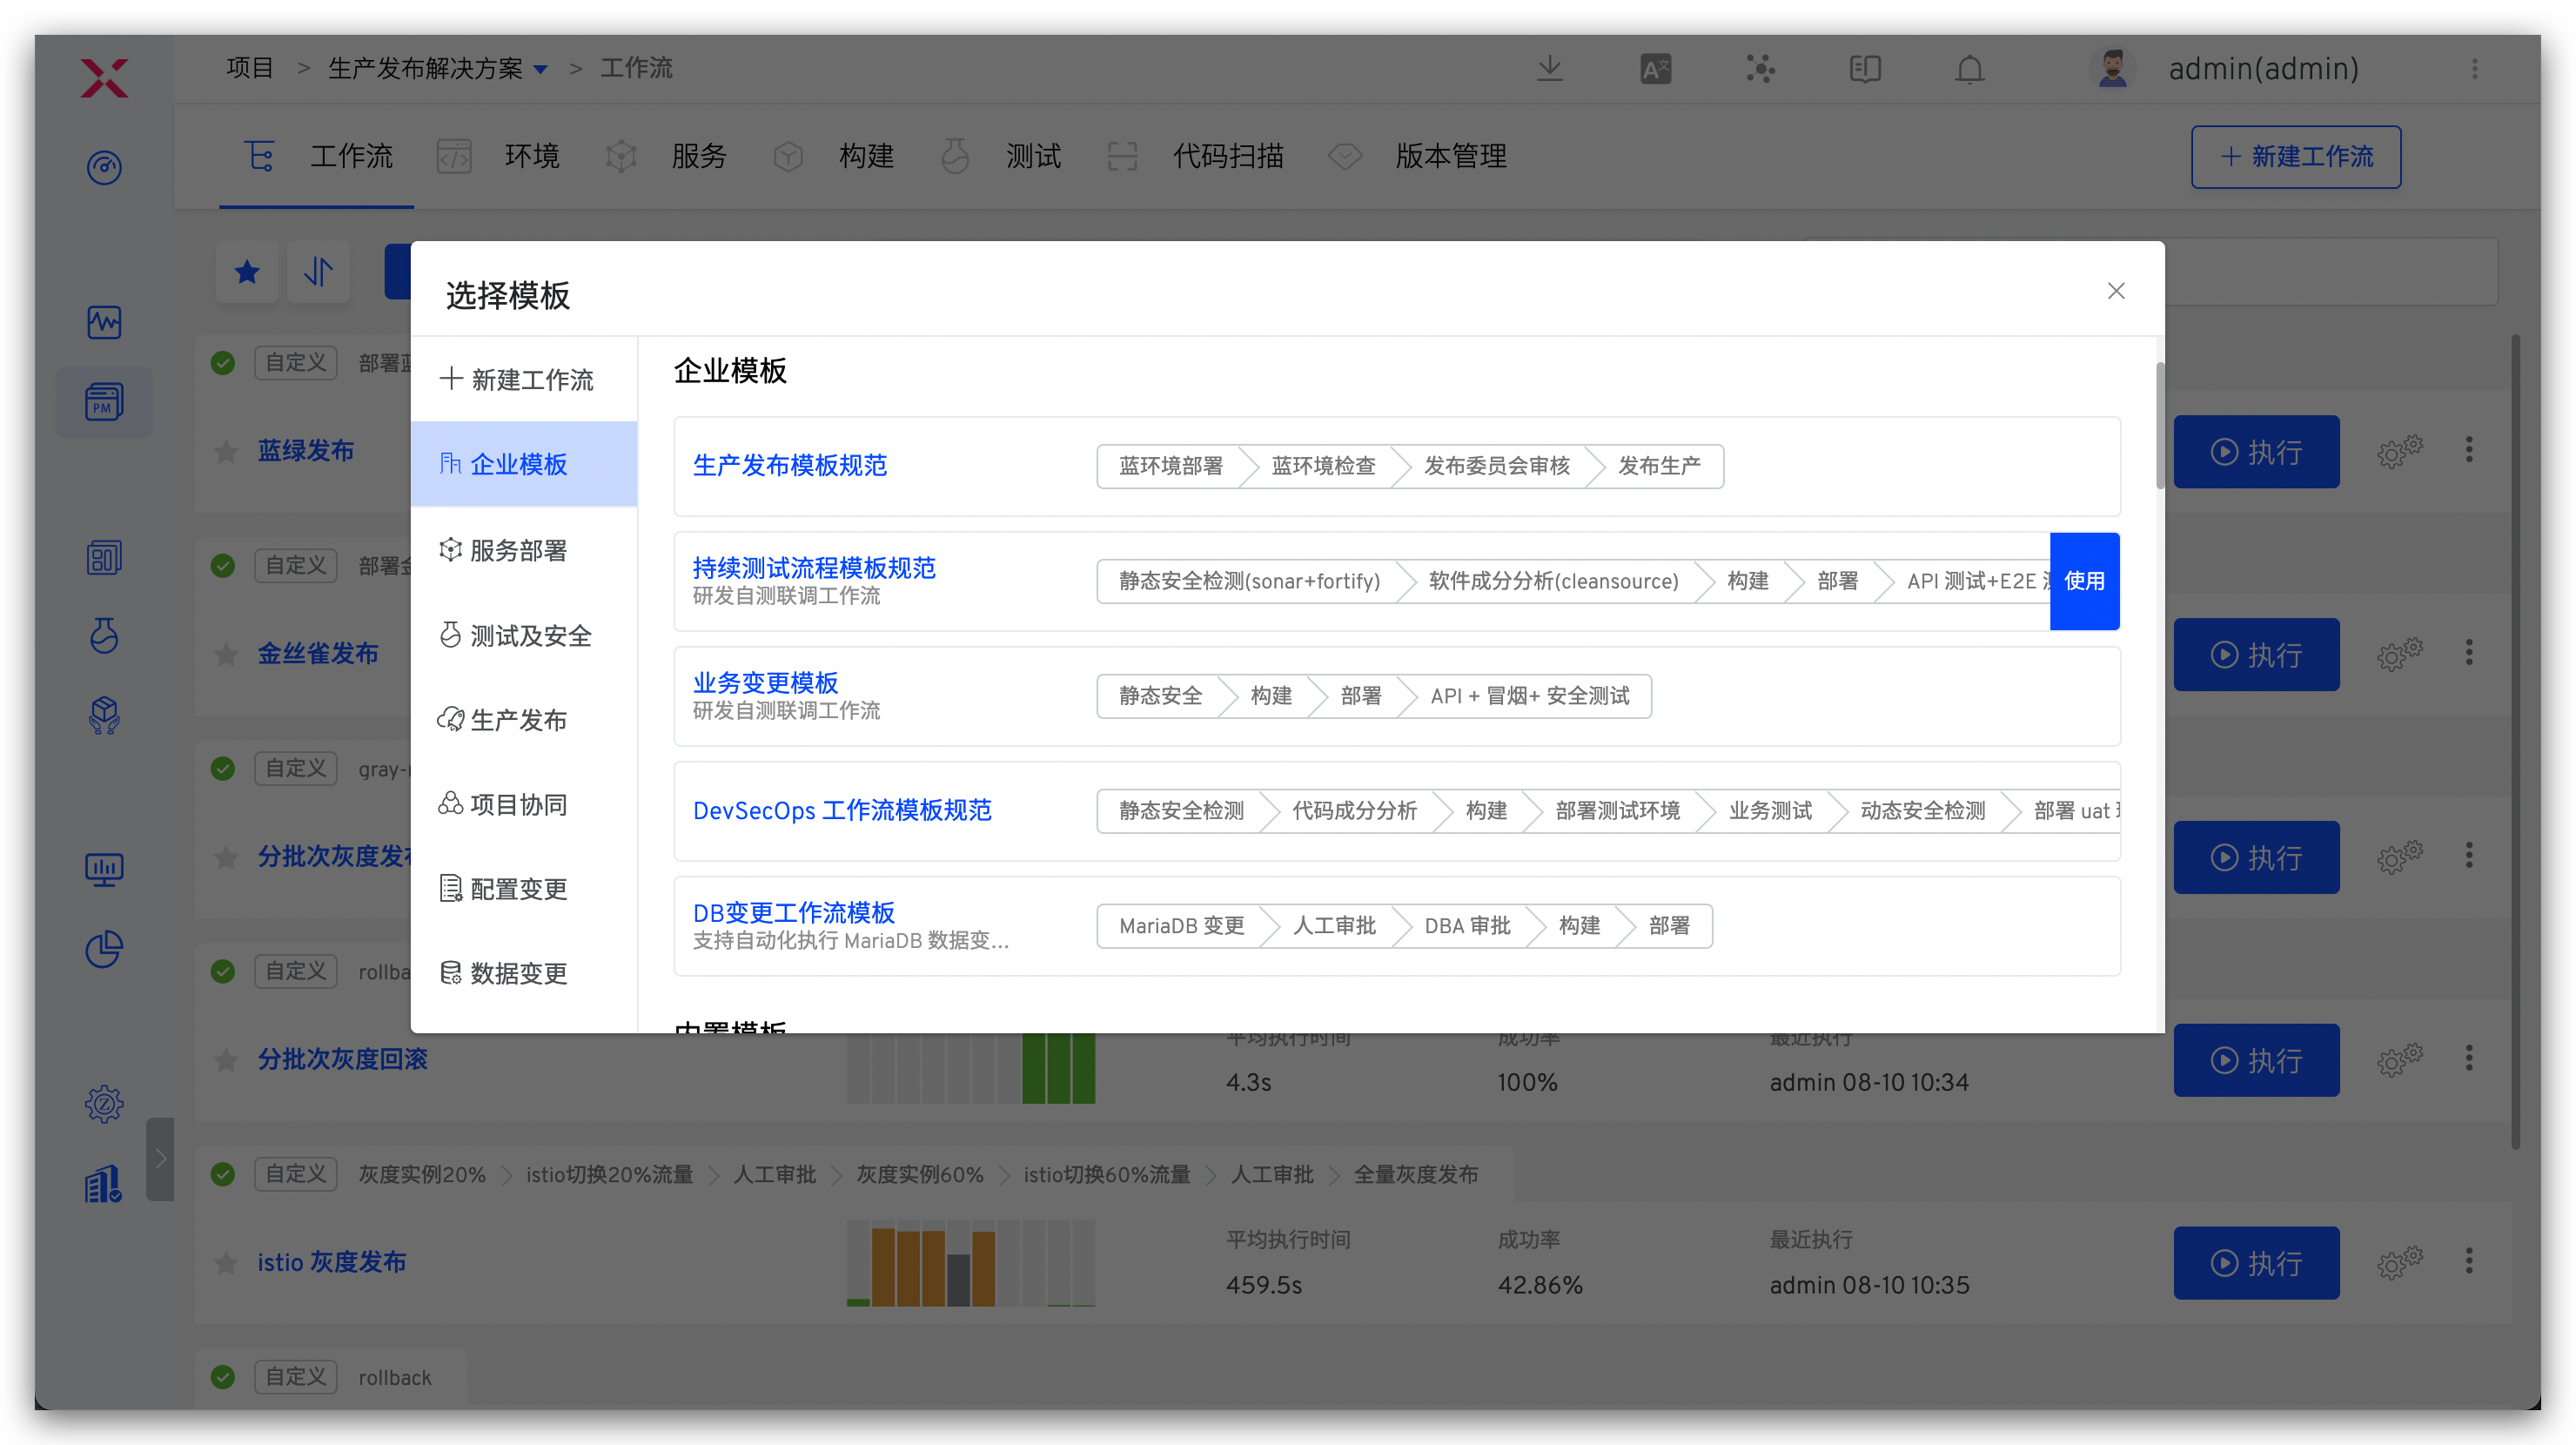 项目 > 生产发布解决方案 > 工作流
admin(admin)
工作流 环境 服务 构建 测试 代码扫描 版本管理
+ 新建工作流
选择模板
新建工作流
企业模板
服务部署
测试及安全
生产发布
项目协同
配置变更
数据变更
企业模板
生产发布模板规范
蓝环境部署 蓝环境检查 发布委员会审核 发布生产
持续测试流程模板规范
研发自测联调工作流
静态安全检测(sonar+fortify) 软件成分分析(cleansource) 构建 部署 API 测试+E2E
使用
业务变更模板
研发自测联调工作流
静态安全 构建 部署 API + 冒烟+ 安全测试
DevSecOps 工作流模板规范
静态安全检测 代码成分分析 构建 部署测试环境 业务测试 动态安全检测 部署 uat
DB变更工作流模板
支持自动化执行 MariaDB 数据变...
MariaDB 变更 人工审批 DBA 审批 构建 部署
内置模板
PM
自定义 部署
蓝绿发布
执行
自定义 部署
金丝雀发布
执行
自定义 gray-
分批次灰度发
执行
自定义 rollba
分批次灰度回滚
平均执行时间 成功率 最近执行
4.3s 100% admin 08-10 10:34
执行
自定义 灰度实例20% istio切换20%流量 人工审批 灰度实例60% istio切换60%流量 人工审批 全量灰度发布
istio 灰度发布
平均执行时间 成功率 最近执行
459.5s 42.86% admin 08-10 10:35
执行
自定义 rollback